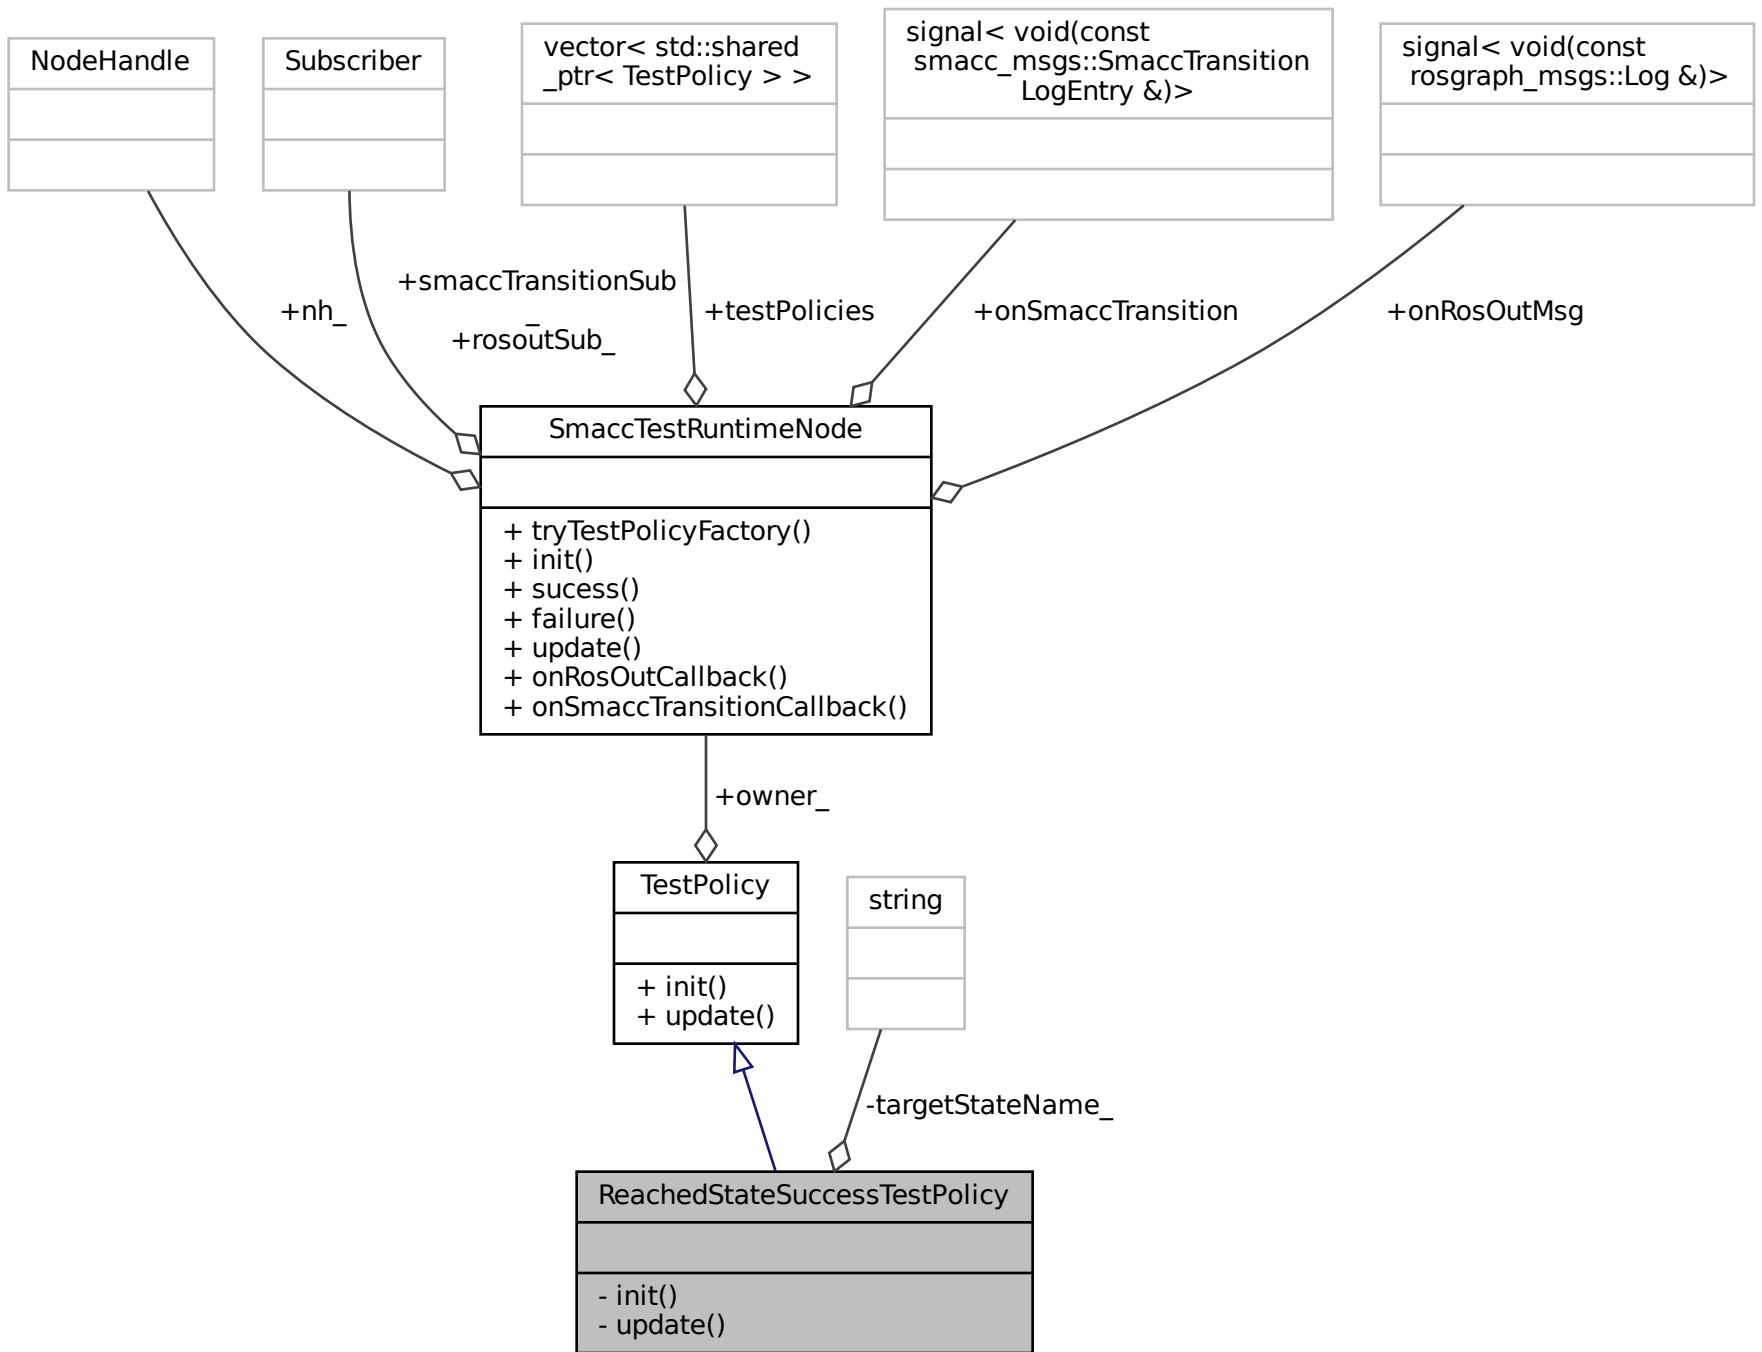 NodeHandle
Subscriber
vector< std::shared
_ptr< TestPolicy > >
signal< void(const
smacc_msgs::SmaccTransition
LogEntry &)>
signal< void(const
rosgraph_msgs::Log &)>
+nh_
+smaccTransitionSub
_
+rosoutSub_
+testPolicies
+onSmaccTransition
+onRosOutMsg
SmaccTestRuntimeNode
+ tryTestPolicyFactory()
+ init()
+ sucess()
+ failure()
+ update()
+ onRosOutCallback()
+ onSmaccTransitionCallback()
+owner_
TestPolicy
+ init()
+ update()
string
-targetStateName_
ReachedStateSuccessTestPolicy
- init()
- update()